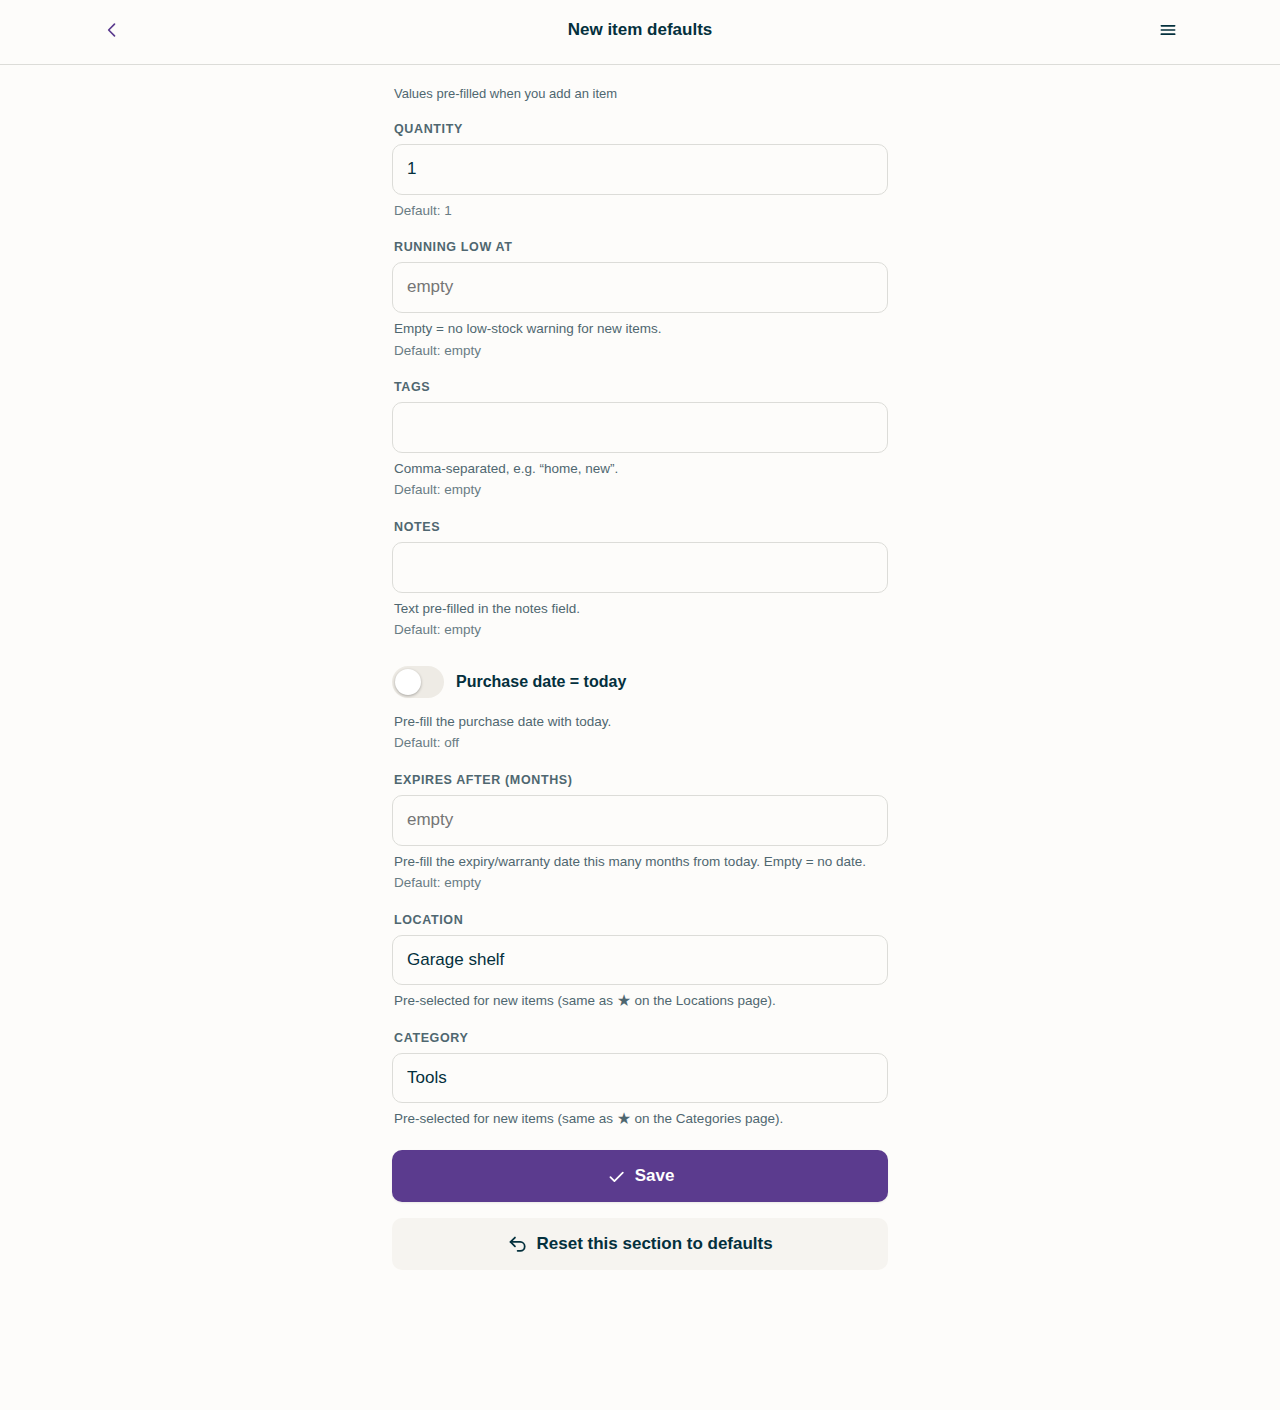 New item defaults
Values pre-filled when you add an item
QUANTITY
1
Default: 1
RUNNING LOW AT
empty
Empty = no low-stock warning for new items.
Default: empty
TAGS
Comma-separated, e.g. “home, new”.
Default: empty
NOTES
Text pre-filled in the notes field.
Default: empty
Purchase date = today
Pre-fill the purchase date with today.
Default: off
EXPIRES AFTER (MONTHS)
empty
Pre-fill the expiry/warranty date this many months from today. Empty = no date.
Default: empty
LOCATION
Garage shelf
Pre-selected for new items (same as ★ on the Locations page).
CATEGORY
Tools
Pre-selected for new items (same as ★ on the Categories page).
Save
Reset this section to defaults